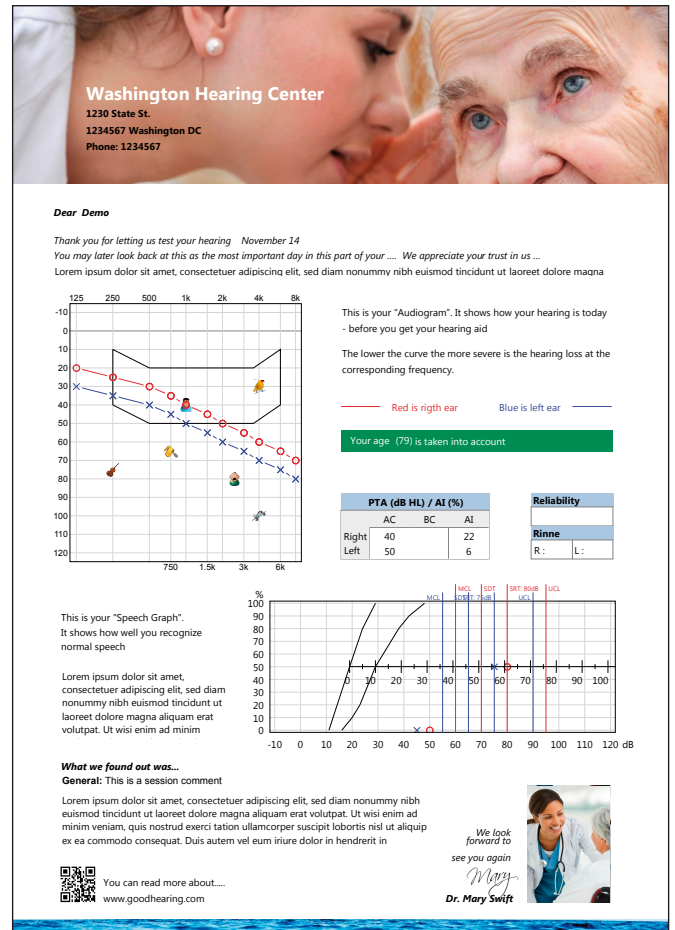 Washington Hearing Center
1230 State St.
1234567 Washington DC
Phone: 1234567
Dear Demo
Thank you for letting us test your hearing November 14
You may later look back at this as the most important day in this part of your .... We appreciate your trust in us ...
Lorem ipsum dolor sit amet, consectetuer adipiscing elit, sed diam nonummy nibh euismod tincidunt ut laoreet dolore magna
125 250 500 1k 2k 4k 8k
-10
0
10
20
30
40
50
60
70
80
90
100
110
120
750 1.5k 3k 6k
This is your "Audiogram". It shows how your hearing is today
- before you get your hearing aid
The lower the curve the more severe is the hearing loss at the
corresponding frequency.
Red is rigth ear Blue is left ear
Your age (79) is taken into account
PTA (dB HL) / AI (%)
AC BC AI
Right 40 22
Left 50 6
Reliability
Rinne
R : L :
This is your "Speech Graph".
It shows how well you recognize
normal speech
Lorem ipsum dolor sit amet,
consectetuer adipiscing elit, sed diam
nonummy nibh euismod tincidunt ut
laoreet dolore magna aliquam erat
volutpat. Ut wisi enim ad minim
%
MCL SDT SRT: 80dB UCL
MCL SDT SRT: 75dB UCL
100
90
80
70
60
50
40
30
20
10
0
0 10 20 30 40 50 60 70 80 90 100
-10 0 10 20 30 40 50 60 70 80 90 100 110 120 dB
What we found out was...
General: This is a session comment
Lorem ipsum dolor sit amet, consectetuer adipiscing elit, sed diam nonummy nibh
euismod tincidunt ut laoreet dolore magna aliquam erat volutpat. Ut wisi enim ad
minim veniam, quis nostrud exerci tation ullamcorper suscipit lobortis nisl ut aliquip
ex ea commodo consequat. Duis autem vel eum iriure dolor in hendrerit in
You can read more about.....
www.goodhearing.com
We look
forward to
see you again
Mary
Dr. Mary Swift